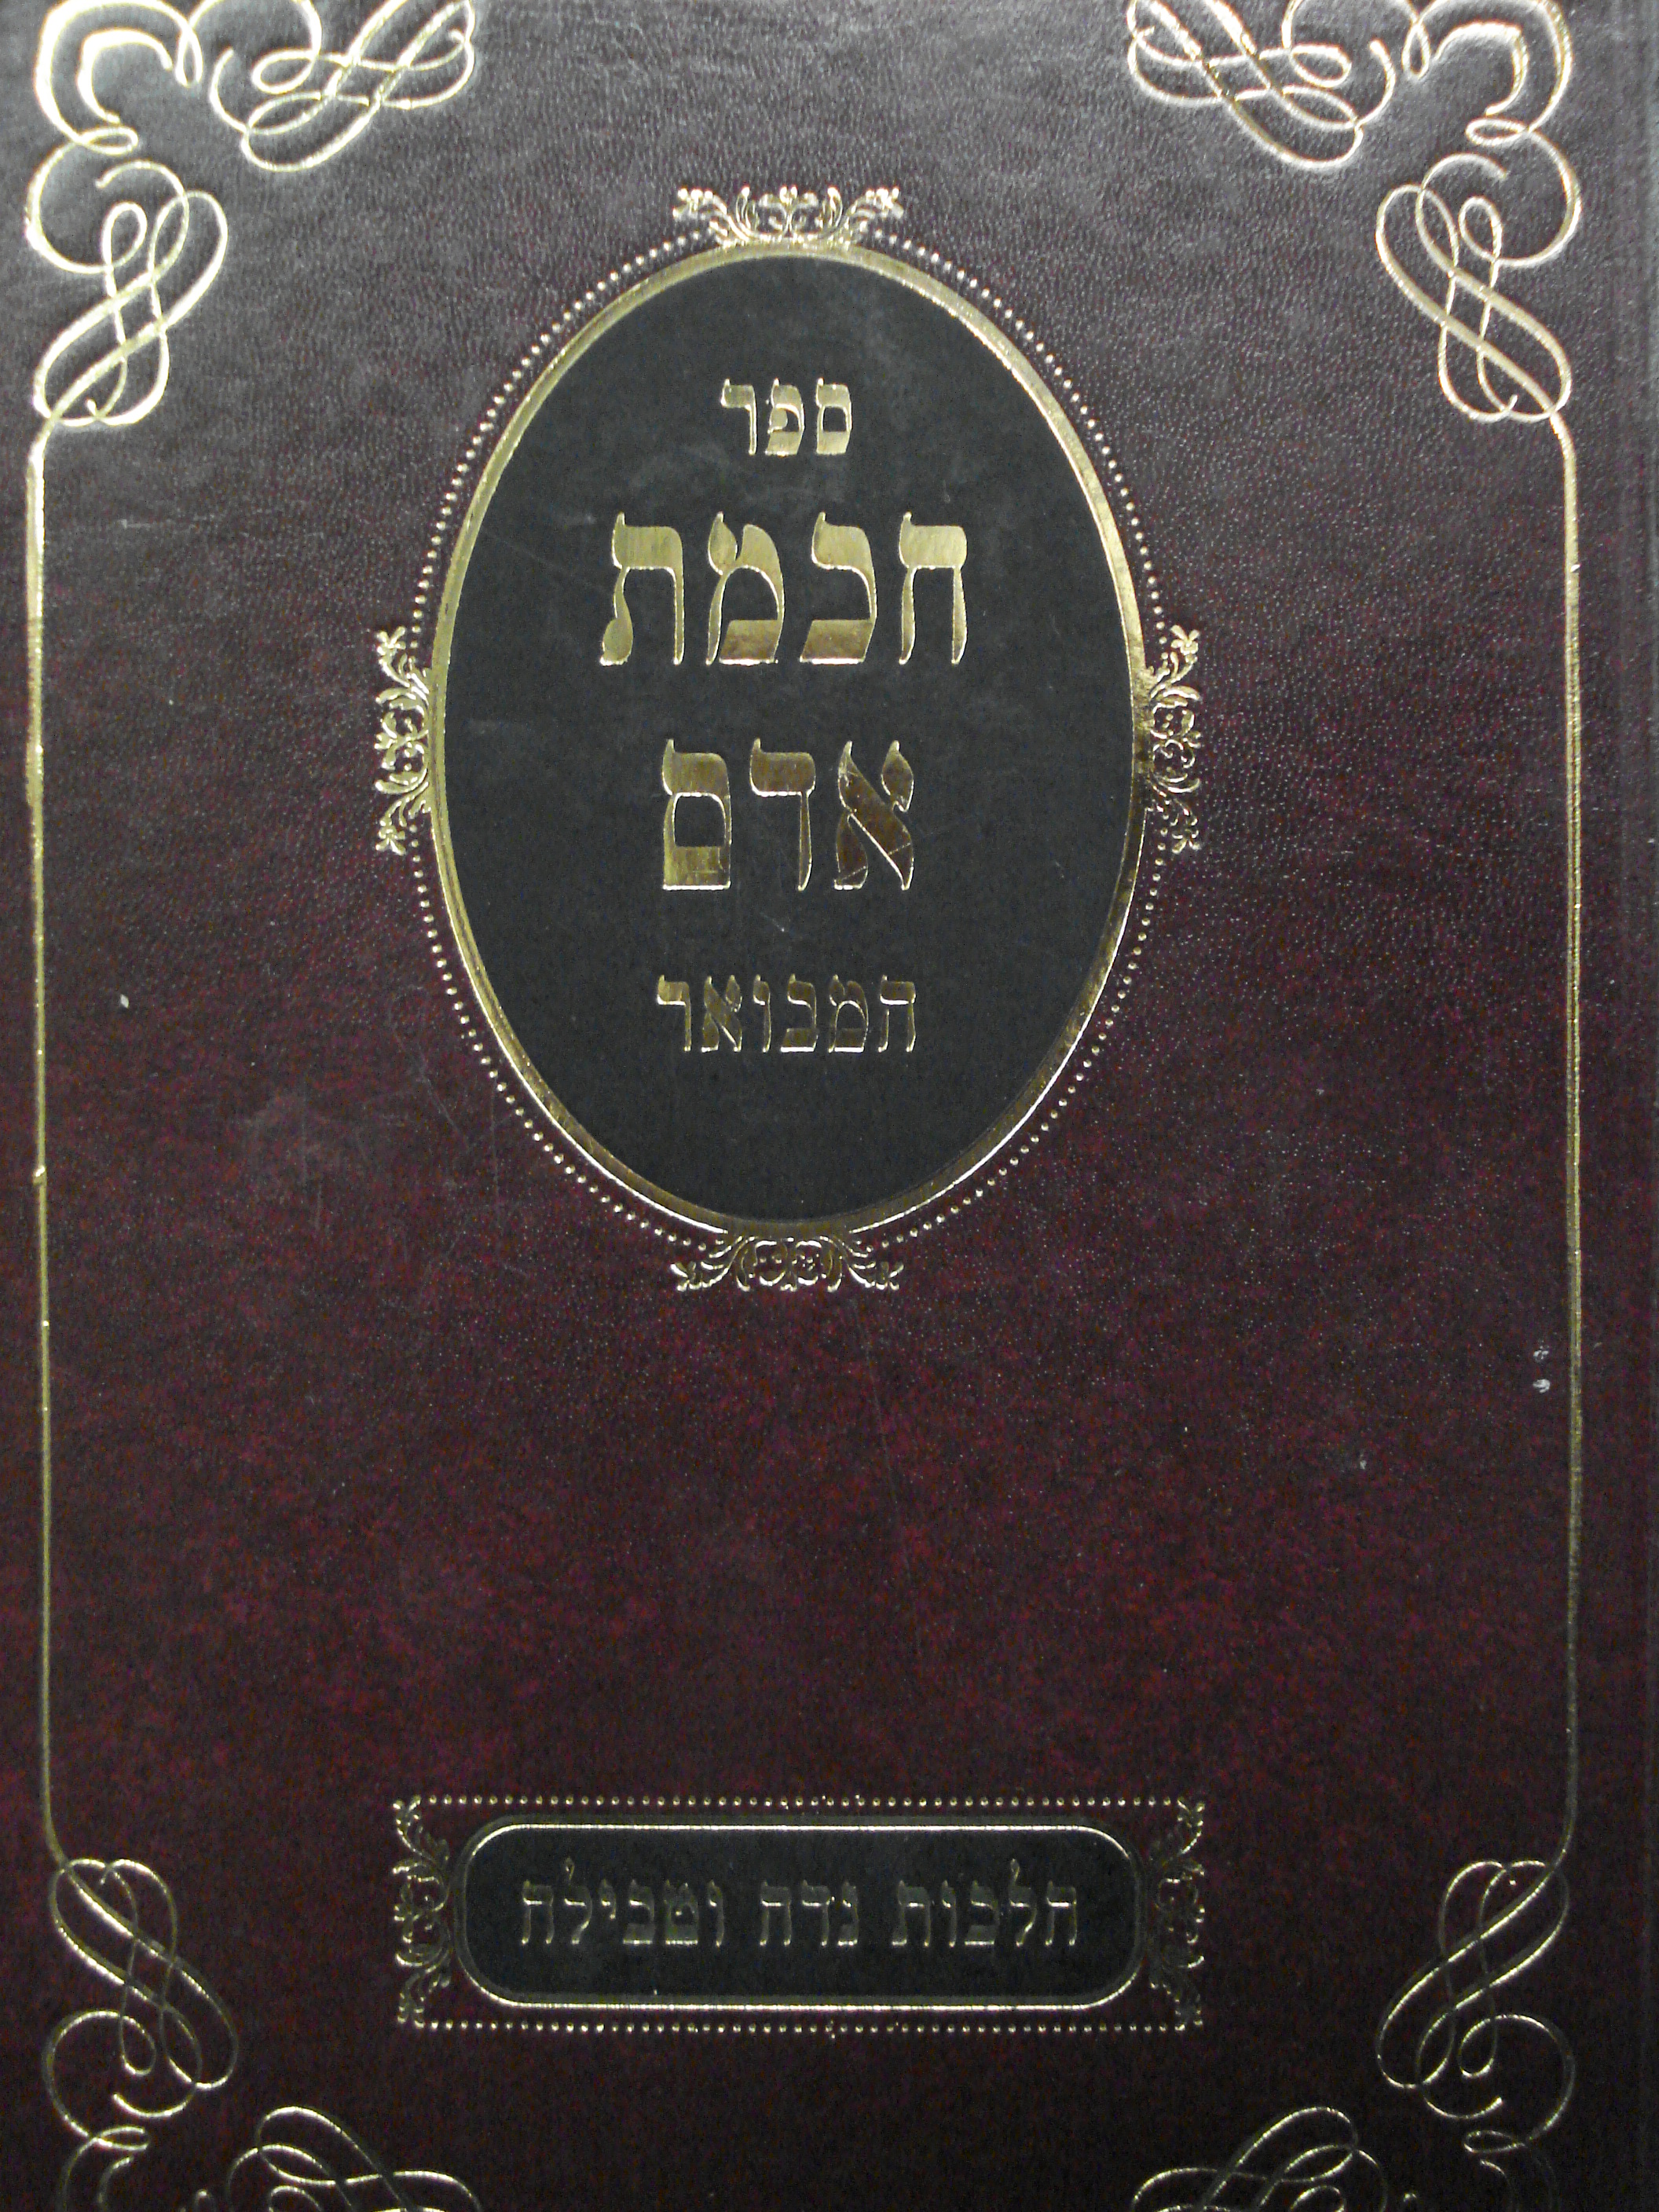 ספר
חכמת
אדם
המבואר
הלכות נדה וטבילה